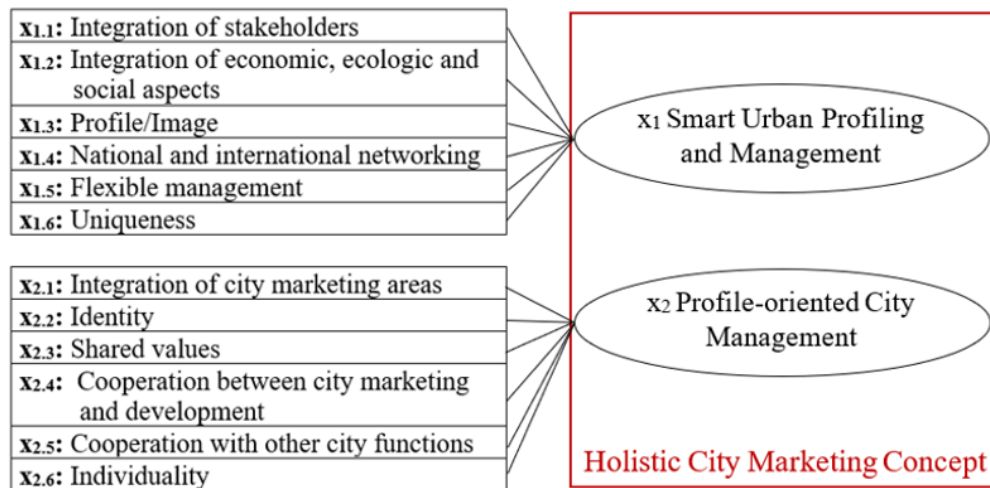 x1.1: Integration of stakeholders
x1.2: Integration of economic, ecologic and
social aspects
x1.3: Profile/Image
x1.4: National and international networking
x1.5: Flexible management
x1.6: Uniqueness
x1 Smart Urban Profiling
and Management
x2.1: Integration of city marketing areas
x2.2: Identity
x2.3: Shared values
x2.4: Cooperation between city marketing
and development
x2.5: Cooperation with other city functions
x2.6: Individuality
x2 Profile-oriented City
Management
Holistic City Marketing Concept